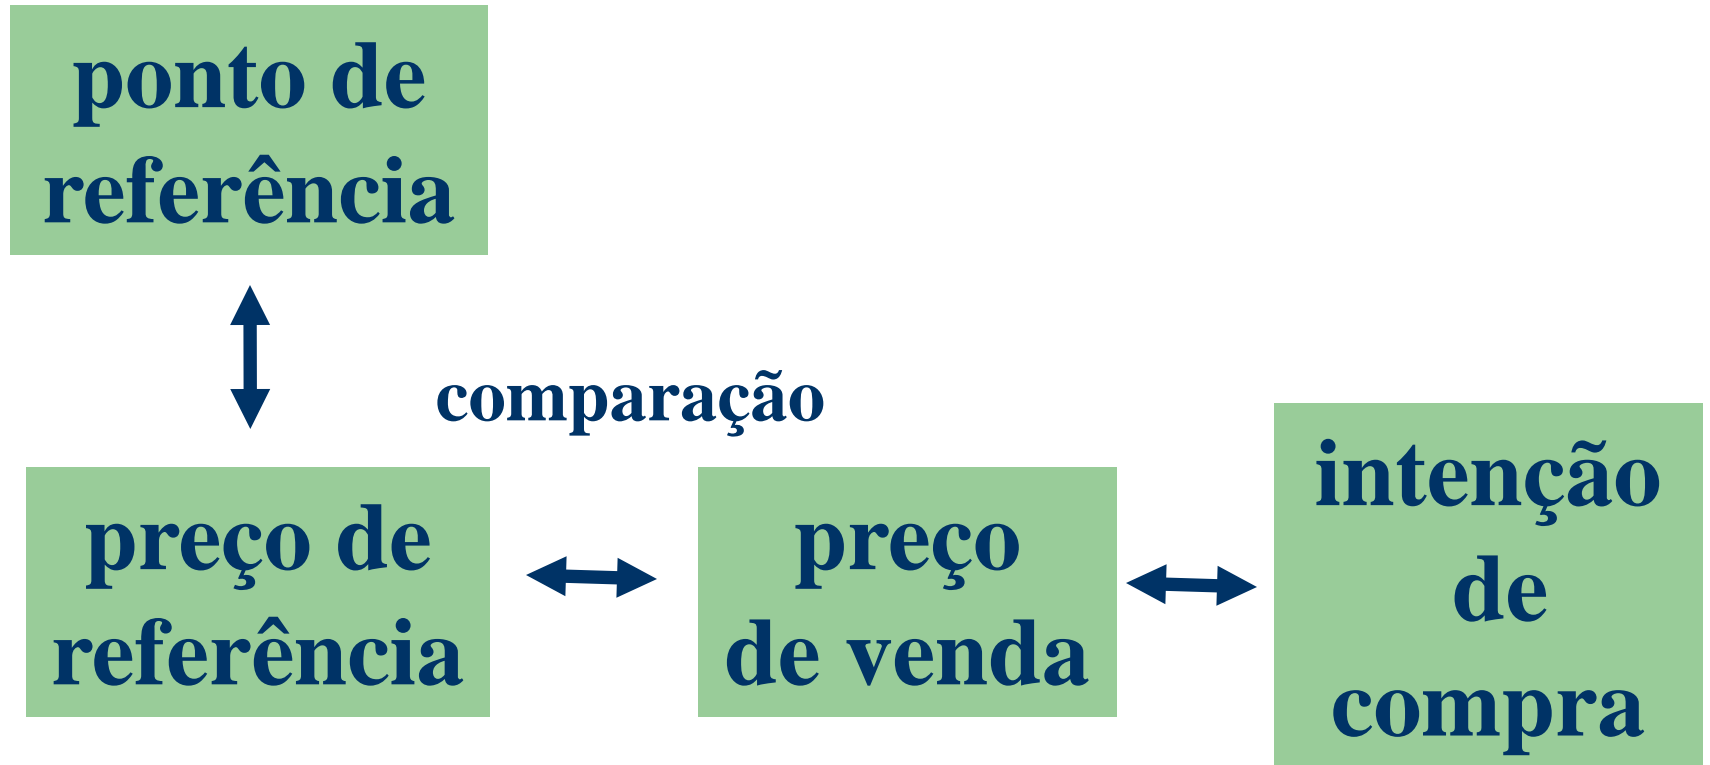 ponto de
referência
comparação
preço de
referência
preço
de venda
intenção
de
compra